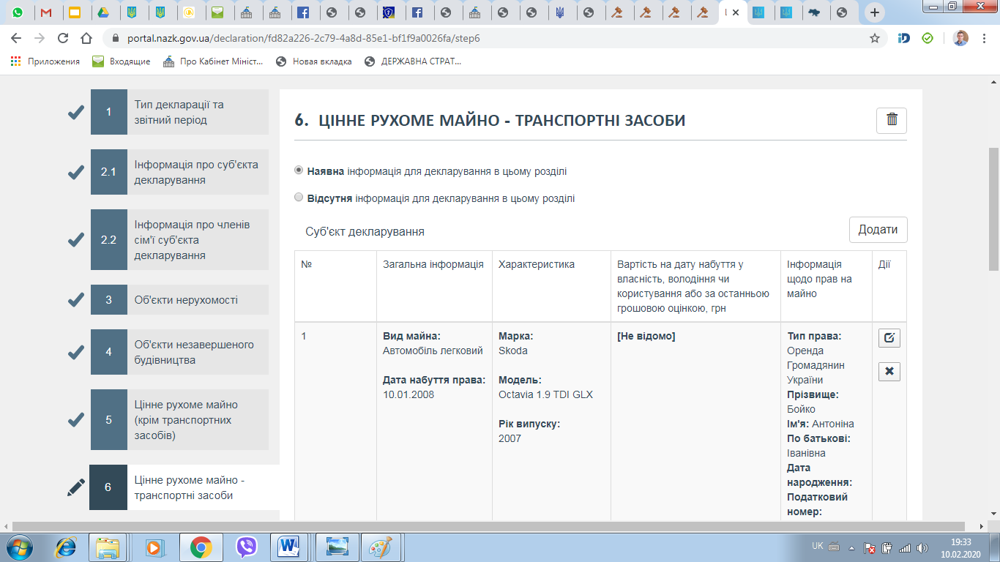 portal.nazk.gov.ua/declaration/fd82a226-2c79-4a8d-85e1-bf1f9a0026fa/step6
Приложения
Входящие
Про Кабінет Мініст...
Новая вкладка
ДЕРЖАВНА СТРАТ...
1
Тип декларації та
звітний період
2.1
Інформація про суб'єкта
декларування
2.2
Інформація про членів
сім'ї суб'єкта
декларування
3
Об'єкти нерухомості
4
Об'єкти незавершеного
будівництва
5
Цінне рухоме майно
(крім транспортних
засобів)
6
Цінне рухоме майно -
транспортні засоби
6. ЦІННЕ РУХОМЕ МАЙНО - ТРАНСПОРТНІ ЗАСОБИ
Наявна інформація для декларування в цьому розділі
Відсутня інформація для декларування в цьому розділі
Суб'єкт декларування
Додати
№
Загальна інформація
Характеристика
Вартість на дату набуття у
власність, володіння чи
користування або за останньою
грошовою оцінкою, грн
Інформація
щодо прав на
майно
Дії
1
Вид майна:
Автомобіль легковий
Дата набуття права:
10.01.2008
Марка:
Skoda
Модель:
Octavia 1.9 TDI GLX
Рік випуску:
2007
[Не відомо]
Тип права:
Оренда
Громадянин
України
Прізвище:
Бойко
Ім'я: Антоніна
По батькові:
Іванівна
Дата
народження:
Податковий
номер:
UK
19:33
10.02.2020